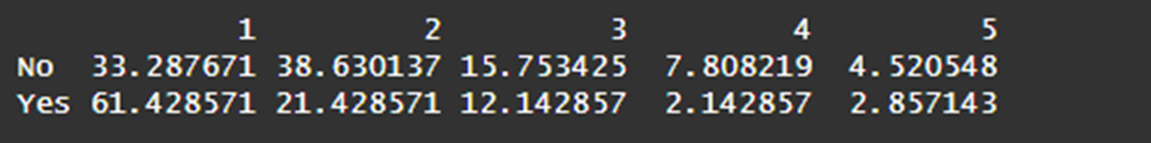 1 2 3 4 5
No 33.287671 38.630137 15.753425 7.808219 4.520548
Yes 61.428571 21.428571 12.142857 2.142857 2.857143